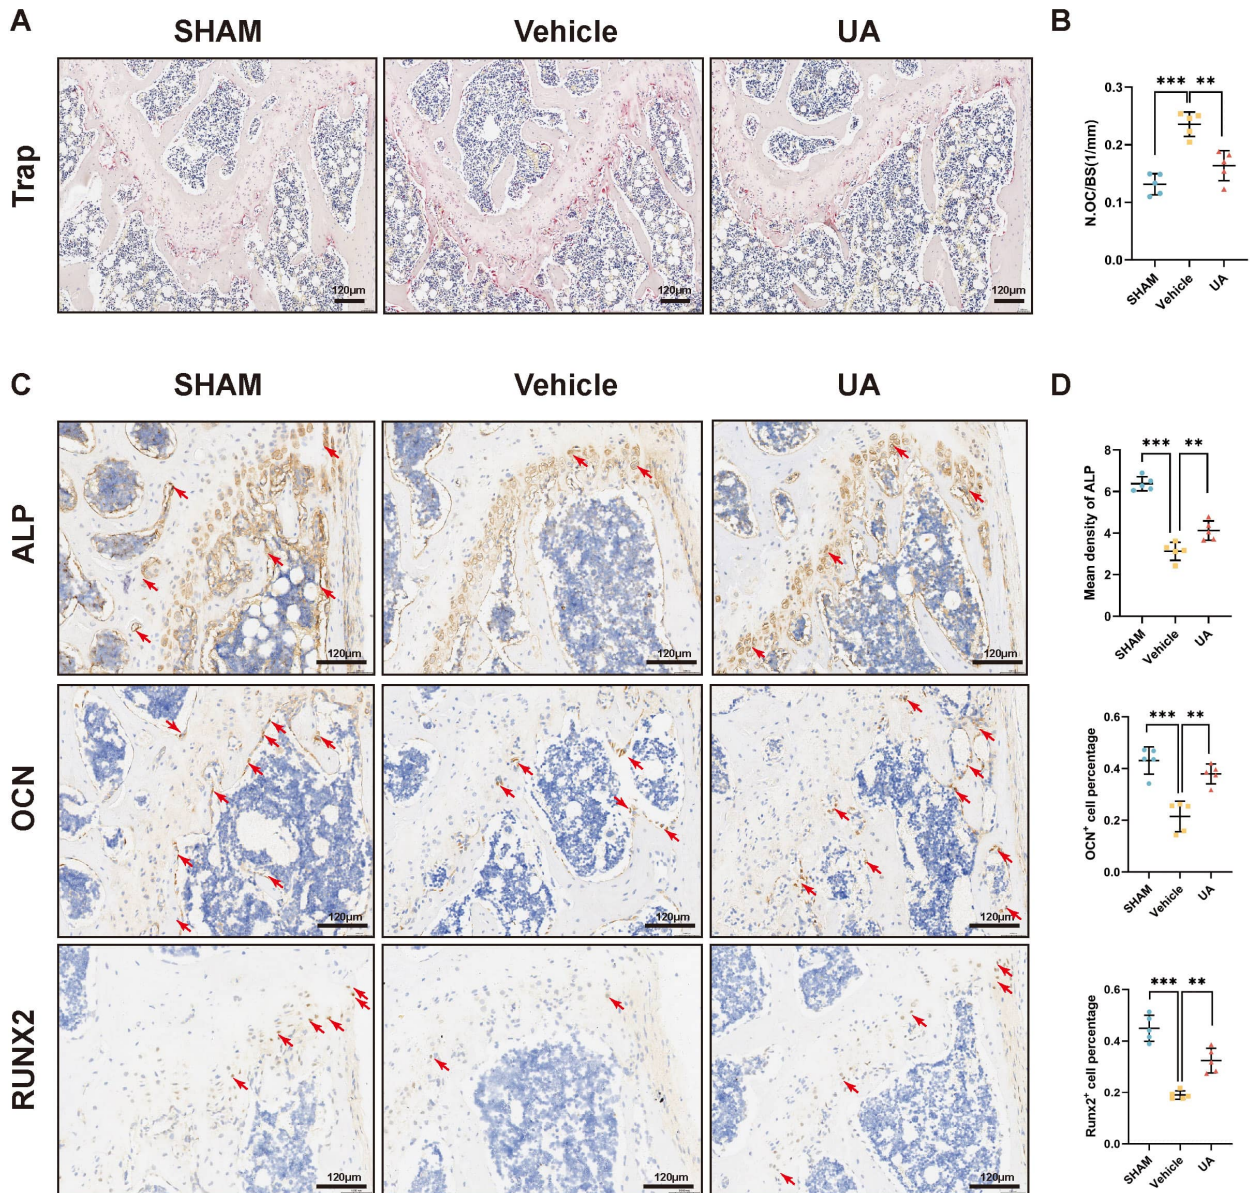 A
SHAM
Vehicle
UA
B
Trap
120μm
120μm
120μm
N.OC/BS(1/mm)
0.3
0.2
0.1
0.0
*** **
SHAM
Vehicle
UA
C
SHAM
Vehicle
UA
D
ALP
120μm
120μm
120μm
Mean density of ALP
8
6
4
2
0
*** **
SHAM
Vehicle
UA
OCN
120μm
120μm
120μm
OCN⁺ cell percentage
0.6
0.4
0.2
0.0
*** **
SHAM
Vehicle
UA
RUNX2
120μm
120μm
120μm
Runx2⁺ cell percentage
0.6
0.4
0.2
0.0
*** **
SHAM
Vehicle
UA